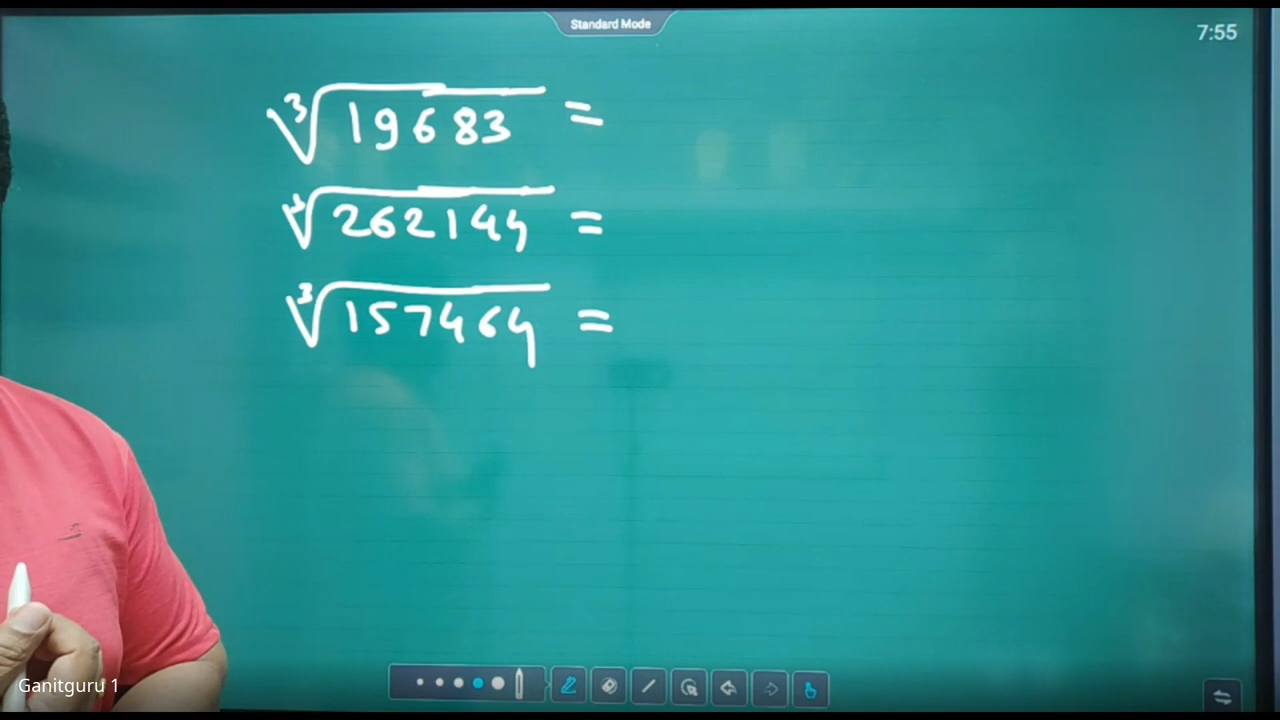 Standard Mode
7:55
∛19683 =
∛262144 =
∛157464 =
Ganitguru 1